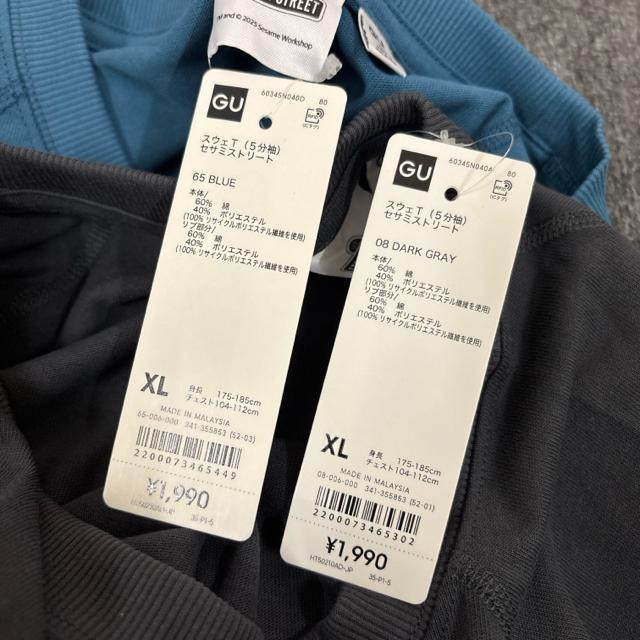 STREET
and © 2025 Sesame Workshop
GU
60345N040D 80
RFID
(ICタグ)
スウェT (5分袖)
セサミストリート
65 BLUE
本体/
60% 綿
40% ポリエステル
(100% リサイクルポリエステル繊維を使用)
リブ部分/
60% 綿
40% ポリエステル
(100% リサイクルポリエステル繊維を使用)
XL 身長 175-185cm
チェスト104-112cm
MADE IN MALAYSIA
65-006-000 341-355853 (52-03)
2200073465449
¥1,990
35-P1-5
GU
60345N040A 80
RFID
(ICタグ)
スウェT (5分袖)
セサミストリート
08 DARK GRAY
本体/
60% 綿
40% ポリエステル
(100% リサイクルポリエステル繊維を使用)
リブ部分/
60% 綿
40% ポリエステル
(100% リサイクルポリエステル繊維を使用)
XL 身長 175-185cm
チェスト104-112cm
MADE IN MALAYSIA
08-006-000 341-355853 (52-01)
2200073465302
¥1,990
HT50210AD-JP 35-P1-5